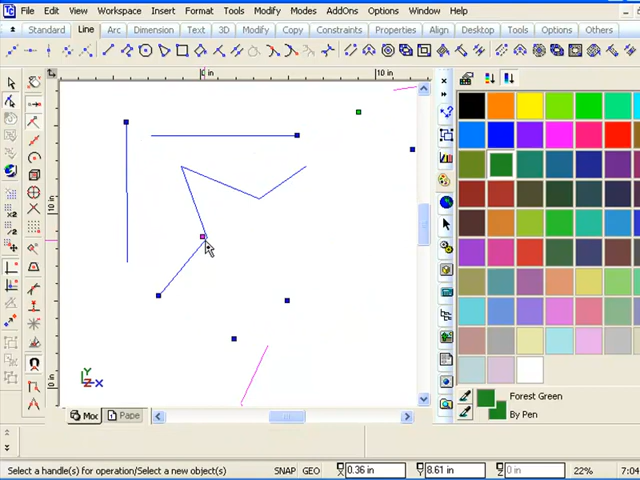 File Edit View Workspace Insert Format Tools Modes AddOns Options Window Help
Standard Line Arc Dimension Text 3D Modify Copy Constraints Properties Align Desktop Tools Options Others
0 in 10 in
10 in
0 in
Y
Z X
Forest Green
By Pen
Pape
Select a handle(s) for operation/Select a new object(s) SNAP GEO X 0.36 in Y 8.61 in Z 0 in 22% 7:04